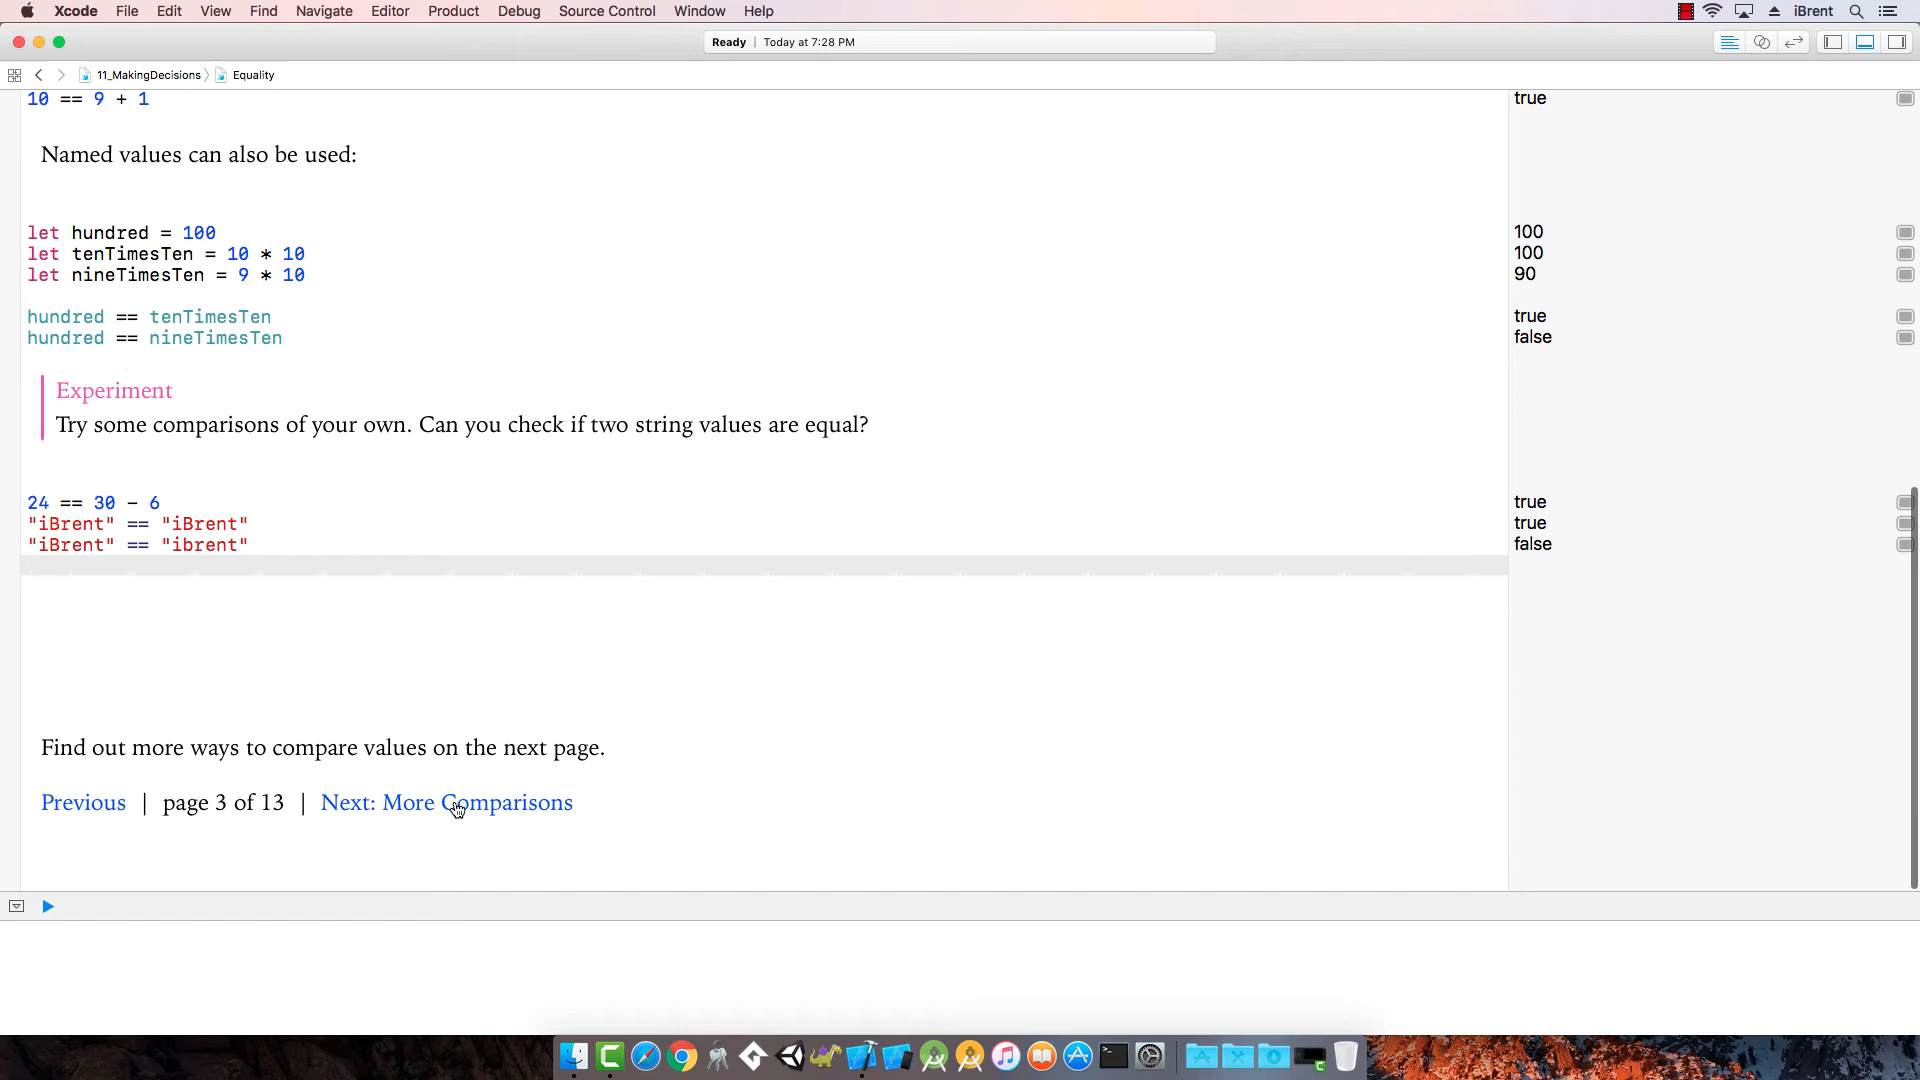 Xcode File Edit View Find Navigate Editor Product Debug Source Control Window Help iBrent
Ready | Today at 7:28 PM
11_MakingDecisions Equality
10 == 9 + 1 true
Named values can also be used:
let hundred = 100 100
let tenTimesTen = 10 * 10 100
let nineTimesTen = 9 * 10 90
hundred == tenTimesTen true
hundred == nineTimesTen false
Experiment
Try some comparisons of your own. Can you check if two string values are equal?
24 == 30 - 6 true
"iBrent" == "iBrent" true
"iBrent" == "ibrent" false
Find out more ways to compare values on the next page.
Previous | page 3 of 13 | Next: More Comparisons